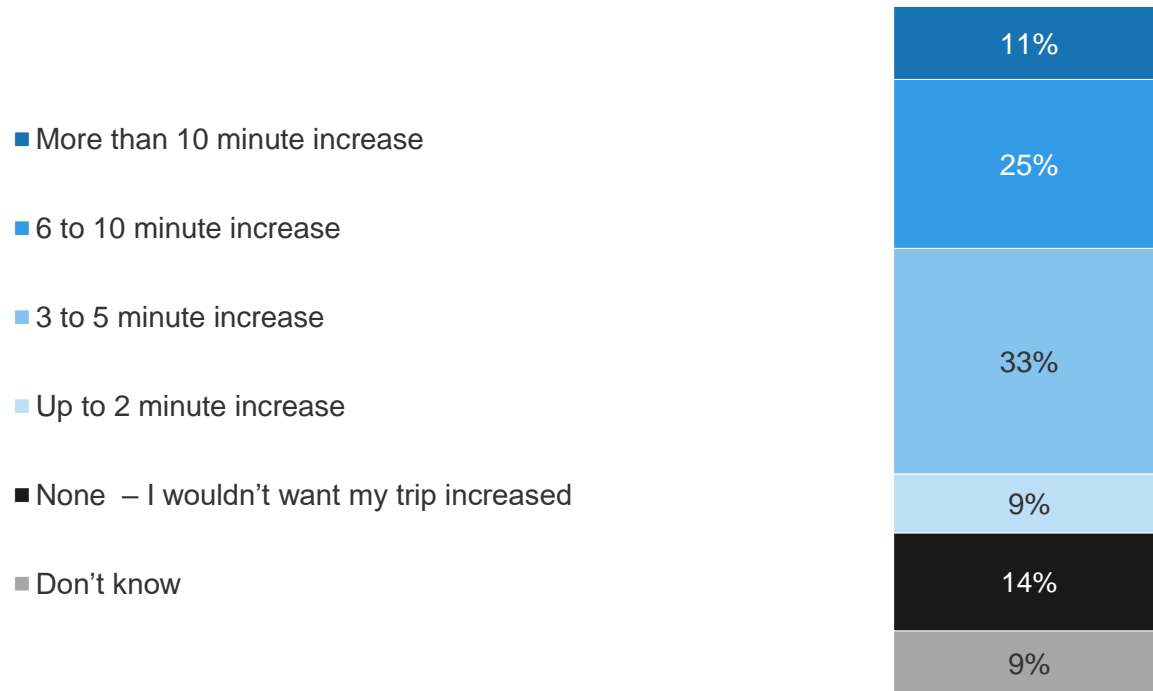 More than 10 minute increase
6 to 10 minute increase
3 to 5 minute increase
Up to 2 minute increase
None – I wouldn’t want my trip increased
Don’t know
11%
25%
33%
9%
14%
9%